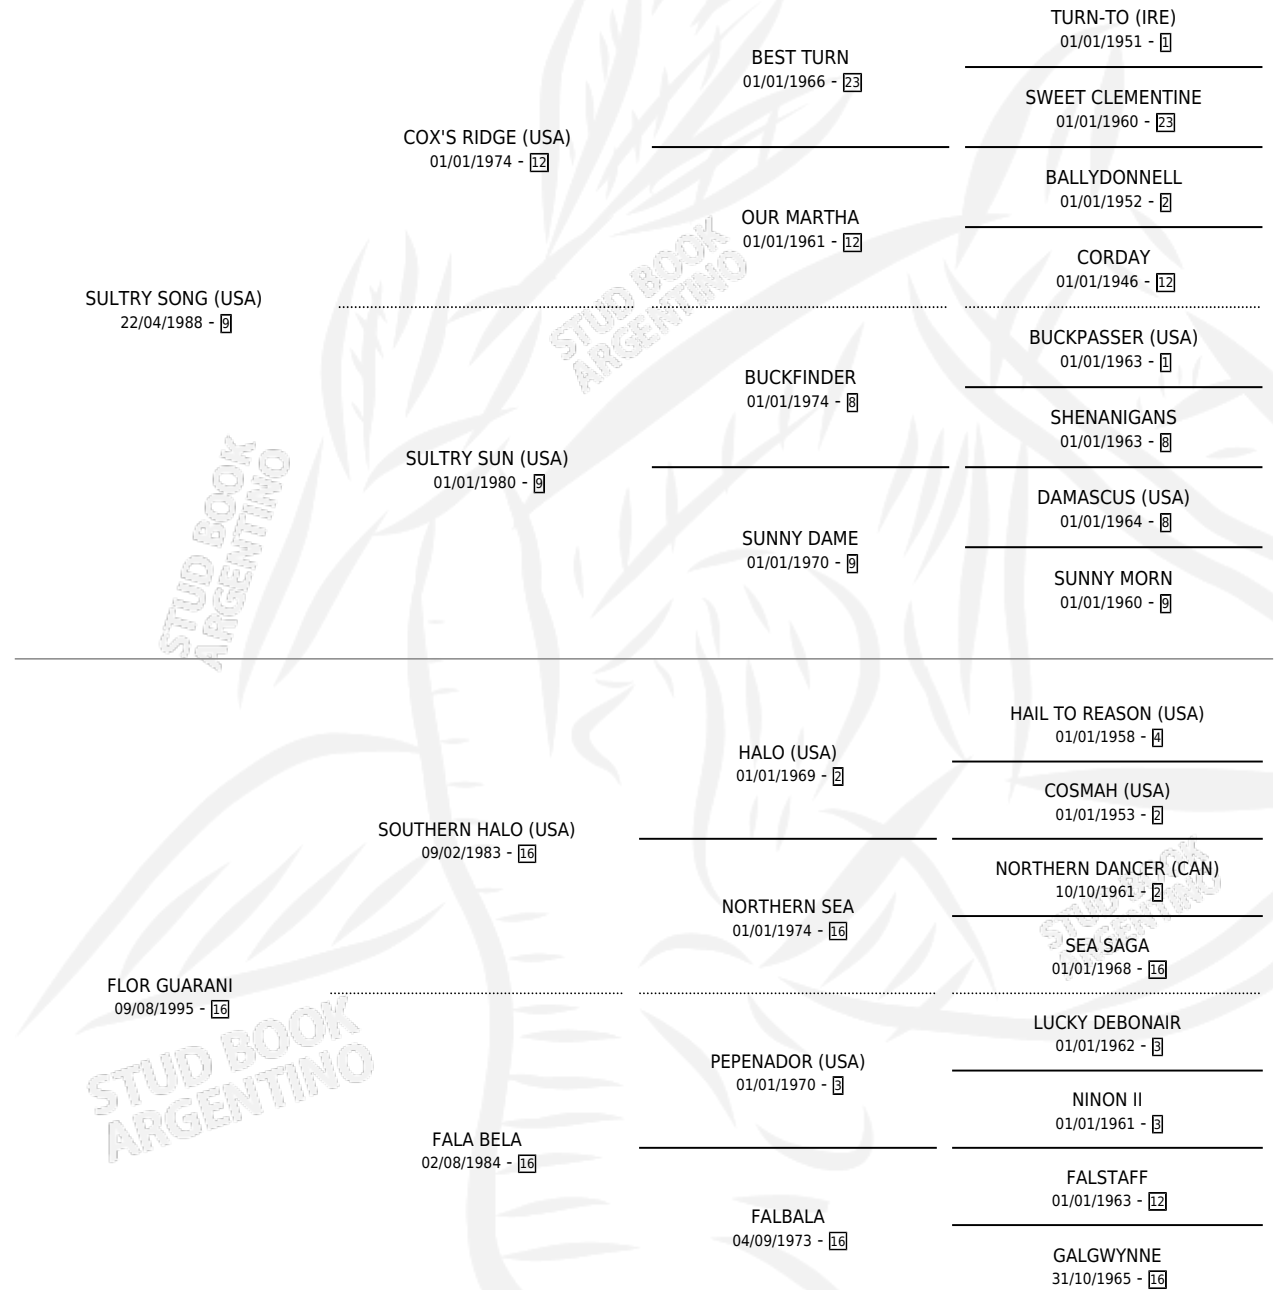 TURN-TO (IRE)
01/01/1951 - 1
BEST TURN
01/01/1966 - 23
SWEET CLEMENTINE
01/01/1960 - 23
COX'S RIDGE (USA)
01/01/1974 - 12
BALLYDONNELL
01/01/1952 - 2
OUR MARTHA
01/01/1961 - 12
CORDAY
01/01/1946 - 12
SULTRY SONG (USA)
22/04/1988 - 9
BUCKPASSER (USA)
01/01/1963 - 1
BUCKFINDER
01/01/1974 - 8
SHENANIGANS
01/01/1963 - 8
SULTRY SUN (USA)
01/01/1980 - 9
DAMASCUS (USA)
01/01/1964 - 8
SUNNY DAME
01/01/1970 - 9
SUNNY MORN
01/01/1960 - 9
HAIL TO REASON (USA)
01/01/1958 - 4
HALO (USA)
01/01/1969 - 2
COSMAH (USA)
01/01/1953 - 2
SOUTHERN HALO (USA)
09/02/1983 - 16
NORTHERN DANCER (CAN)
10/10/1961 - 2
NORTHERN SEA
01/01/1974 - 16
SEA SAGA
01/01/1968 - 16
FLOR GUARANI
09/08/1995 - 16
LUCKY DEBONAIR
01/01/1962 - 3
PEPENADOR (USA)
01/01/1970 - 3
NINON II
01/01/1961 - 3
FALA BELA
02/08/1984 - 16
FALSTAFF
01/01/1963 - 12
FALBALA
04/09/1973 - 16
GALGWYNNE
31/10/1965 - 16
STUD BOOK
ARGENTINO
STUD BOOK
ARGENTINO
STUD BOOK
ARGENTINO
STUD BOOK
ARGENTINO